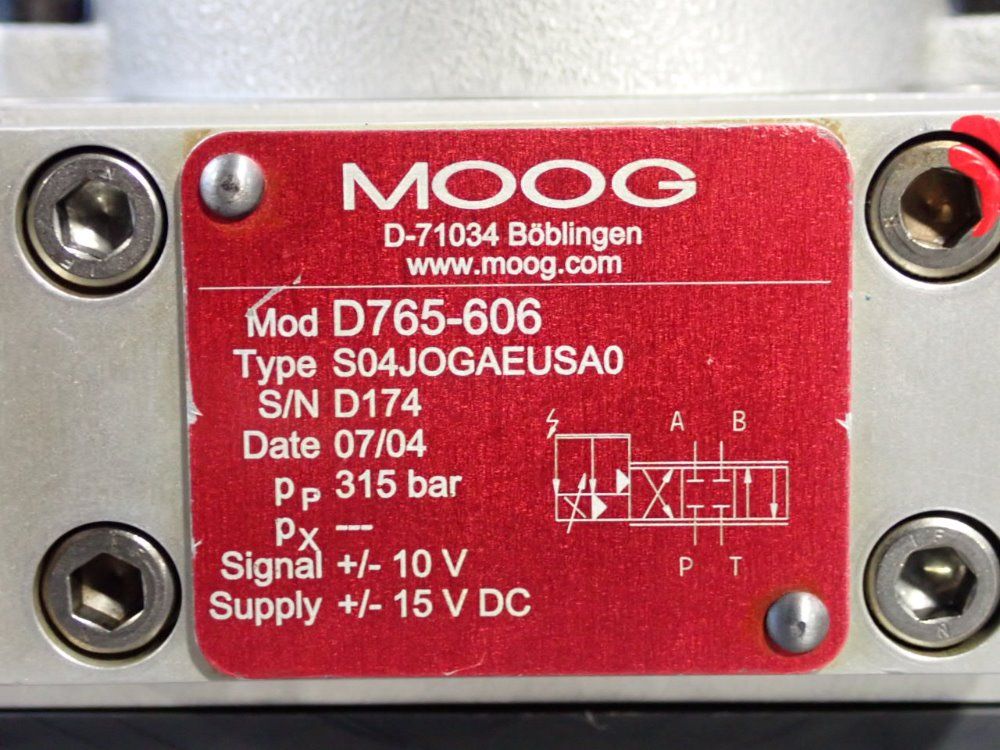 MOOG
D-71034 Böblingen
www.moog.com
Mod D765-606
Type S04JOGAEUSA0
S/N D174
Date 07/04
pP 315 bar
pX ---
Signal +/- 10 V
Supply +/- 15 V DC
A B
P T